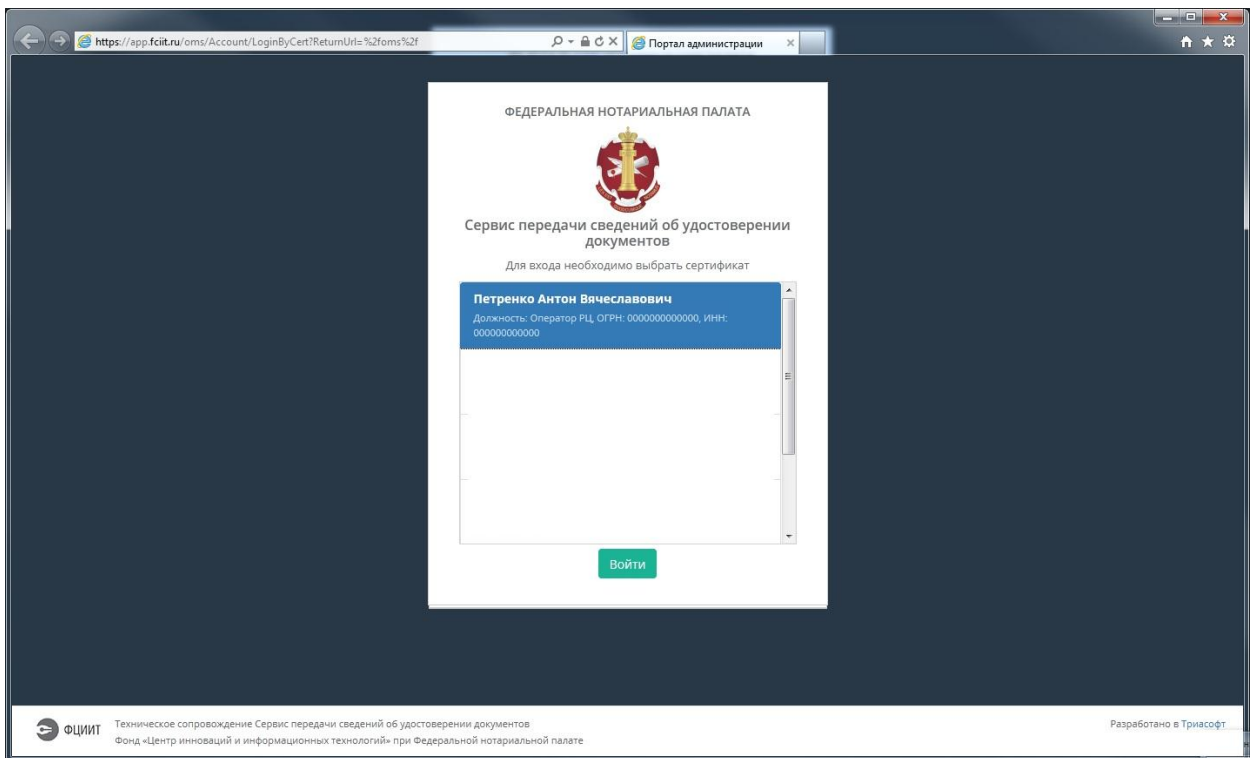 https://app.fciit.ru/oms/Account/LoginByCert?ReturnUrl=%2foms%2f
Портал администрации
ФЕДЕРАЛЬНАЯ НОТАРИАЛЬНАЯ ПАЛАТА
Сервис передачи сведений об удостоверении
документов
Для входа необходимо выбрать сертификат
Петренко Антон Вячеславович
Должность: Оператор РЦ, ОГРН: 0000000000000, ИНН:
000000000000
Войти
ФЦИИТ
Техническое сопровождение Сервис передачи сведений об удостоверении документов
Фонд «Центр инноваций и информационных технологий» при Федеральной нотариальной палате
Разработано в Триасофт